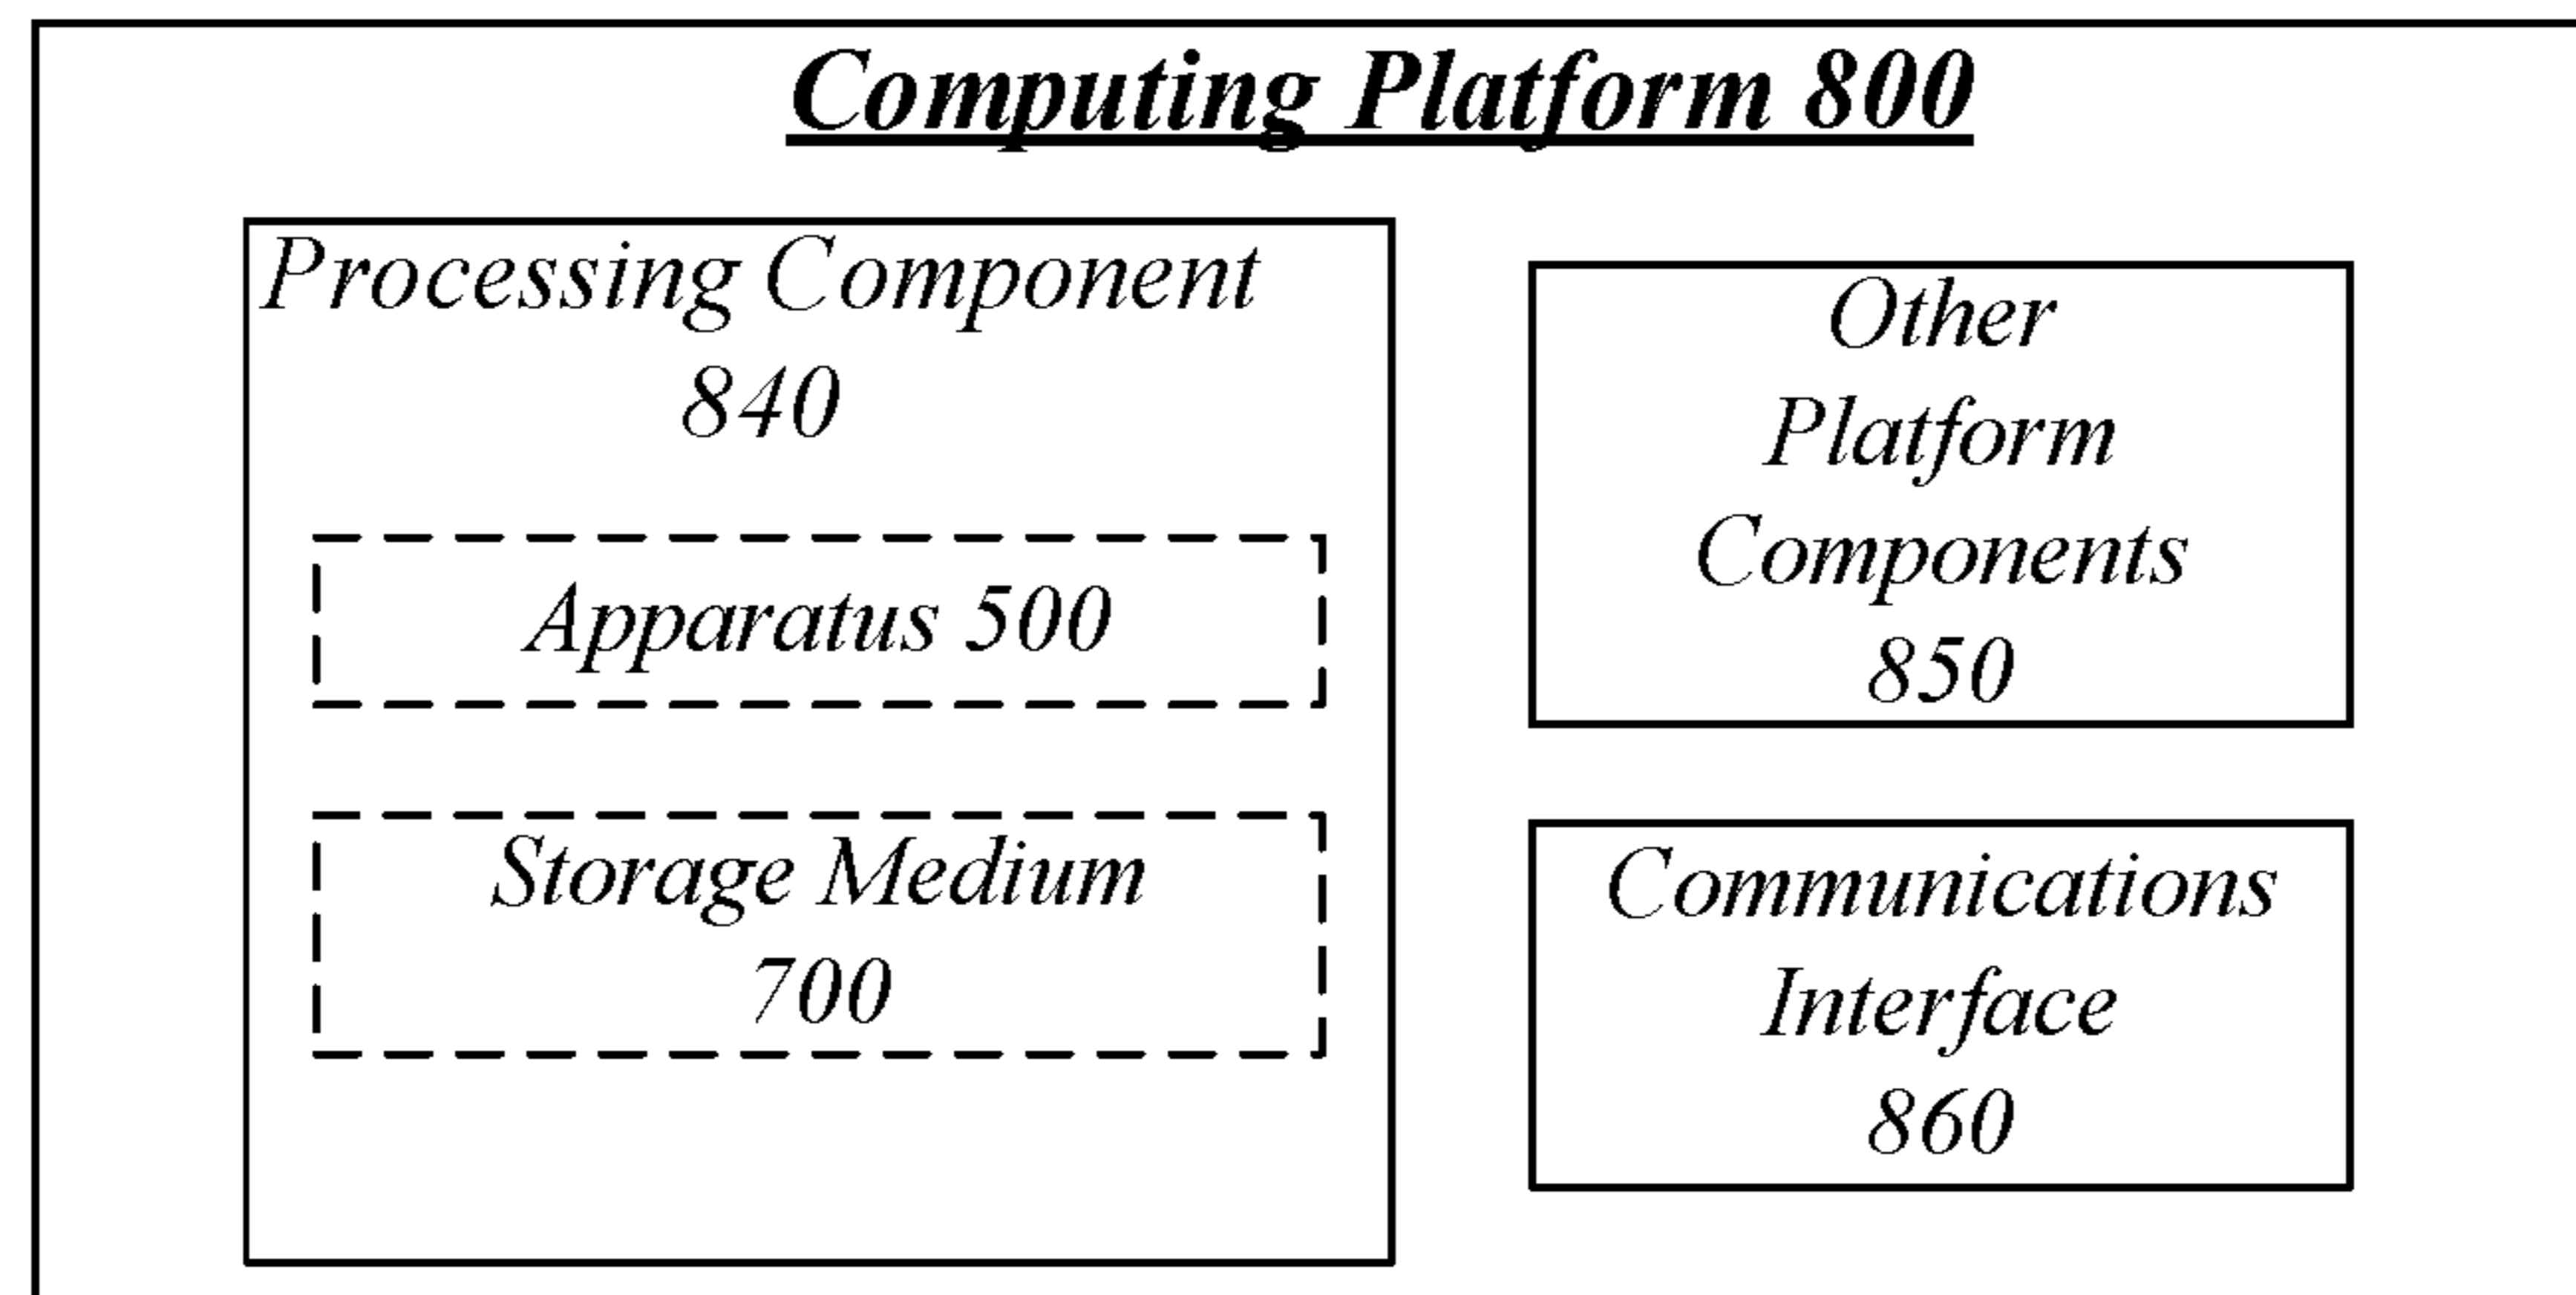 Computing Platform 800
Processing Component
840
Apparatus 500
Storage Medium
700
Other
Platform
Components
850
Communications
Interface
860